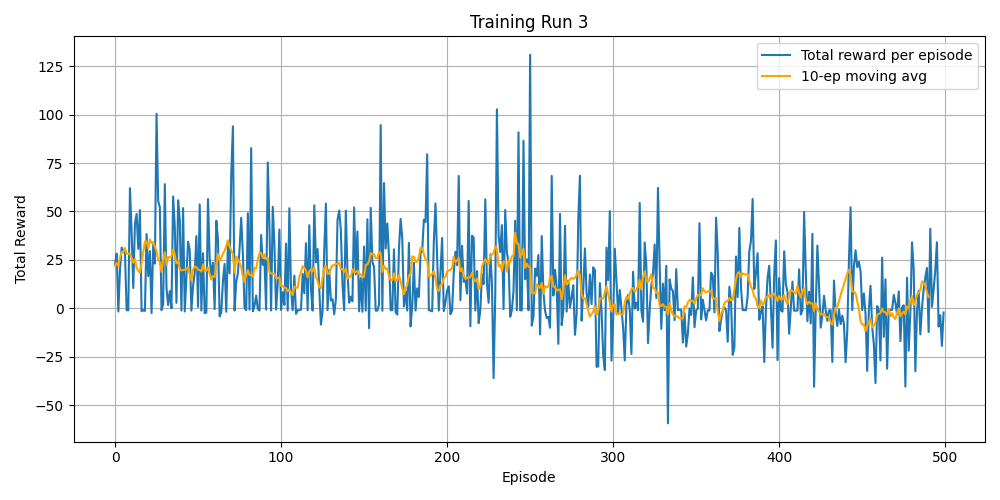 Training Run 3
Total reward per episode
10-ep moving avg
Total Reward
125
100
75
50
25
0
−25
−50
0
100
200
300
400
500
Episode